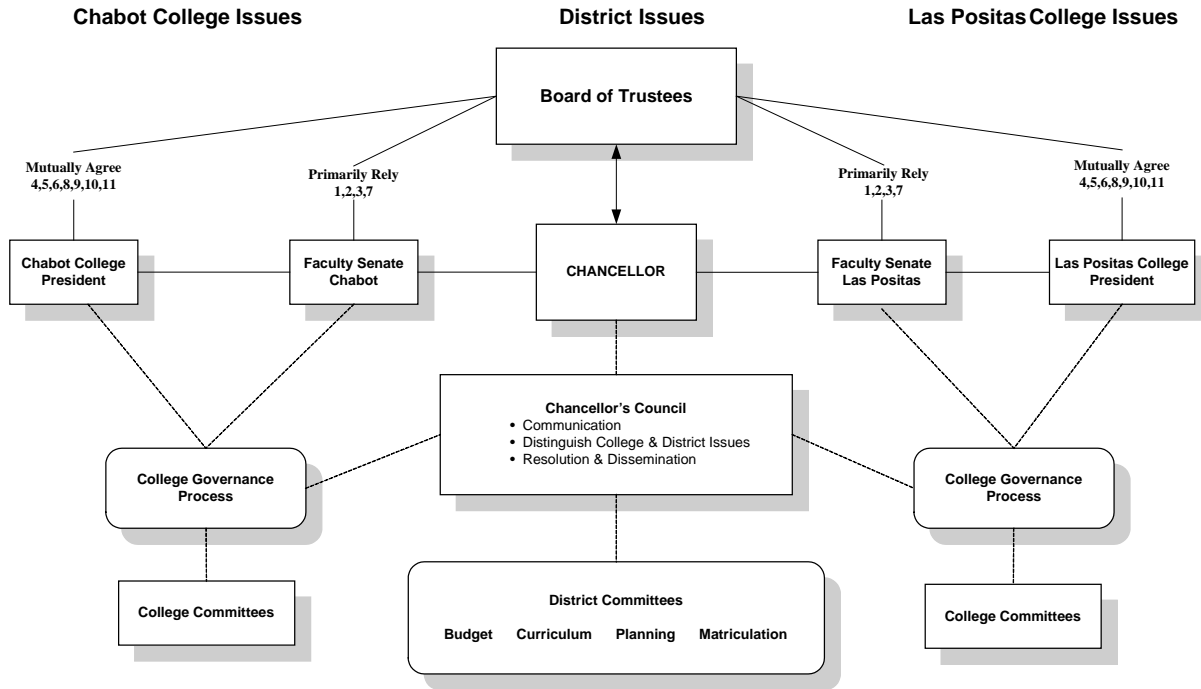 Chabot College Issues
District Issues
Las Positas College Issues
Board of Trustees
Mutually Agree
4,5,6,8,9,10,11
Primarily Rely
1,2,3,7
Primarily Rely
1,2,3,7
Mutually Agree
4,5,6,8,9,10,11
Chabot College
President
Faculty Senate
Chabot
CHANCELLOR
Faculty Senate
Las Positas
Las Positas College
President
Chancellor’s Council
• Communication
• Distinguish College & District Issues
• Resolution & Dissemination
College Governance
Process
College Governance
Process
College Committees
District Committees
Budget Curriculum Planning Matriculation
College Committees